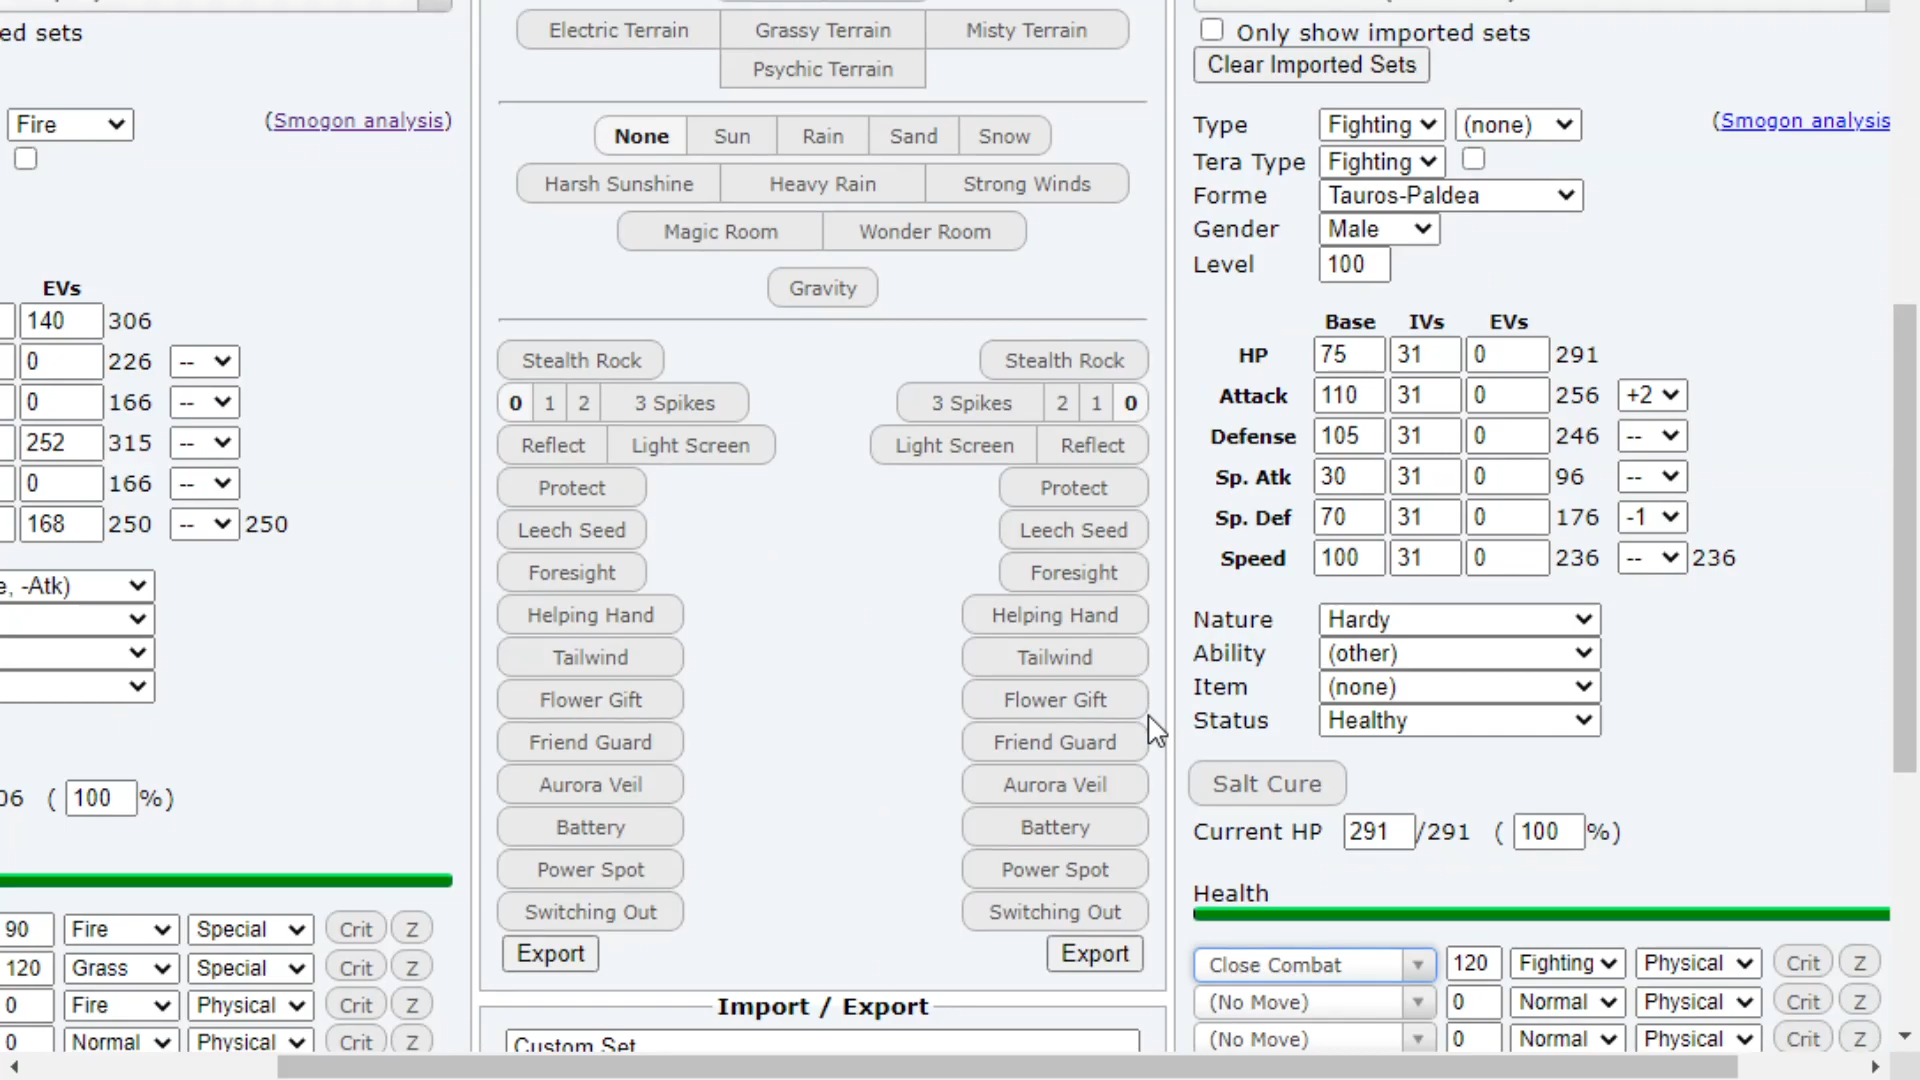 ed sets
Fire
(Smogon analysis)
EVs
140 306
0 226 --
0 166 --
252 315 --
0 166 --
168 250 -- 250
e, -Atk)
06 ( 100 %)
90 Fire Special Crit Z
120 Grass Special Crit Z
0 Fire Physical Crit Z
0 Normal Physical Crit Z
Electric Terrain Grassy Terrain Misty Terrain
Psychic Terrain
None Sun Rain Sand Snow
Harsh Sunshine Heavy Rain Strong Winds
Magic Room Wonder Room
Gravity
Stealth Rock Stealth Rock
0 1 2 3 Spikes 3 Spikes 2 1 0
Reflect Light Screen Light Screen Reflect
Protect Protect
Leech Seed Leech Seed
Foresight Foresight
Helping Hand Helping Hand
Tailwind Tailwind
Flower Gift Flower Gift
Friend Guard Friend Guard
Aurora Veil Aurora Veil
Battery Battery
Power Spot Power Spot
Switching Out Switching Out
Export Export
Import / Export
Custom Set
Only show imported sets
Clear Imported Sets
Type Fighting (none) (Smogon analysis
Tera Type Fighting
Forme Tauros-Paldea
Gender Male
Level 100
Base IVs EVs
HP 75 31 0 291
Attack 110 31 0 256 +2
Defense 105 31 0 246 --
Sp. Atk 30 31 0 96 --
Sp. Def 70 31 0 176 -1
Speed 100 31 0 236 -- 236
Nature Hardy
Ability (other)
Item (none)
Status Healthy
Salt Cure
Current HP 291 /291 ( 100 %)
Health
Close Combat 120 Fighting Physical Crit Z
(No Move) 0 Normal Physical Crit Z
(No Move) 0 Normal Physical Crit Z